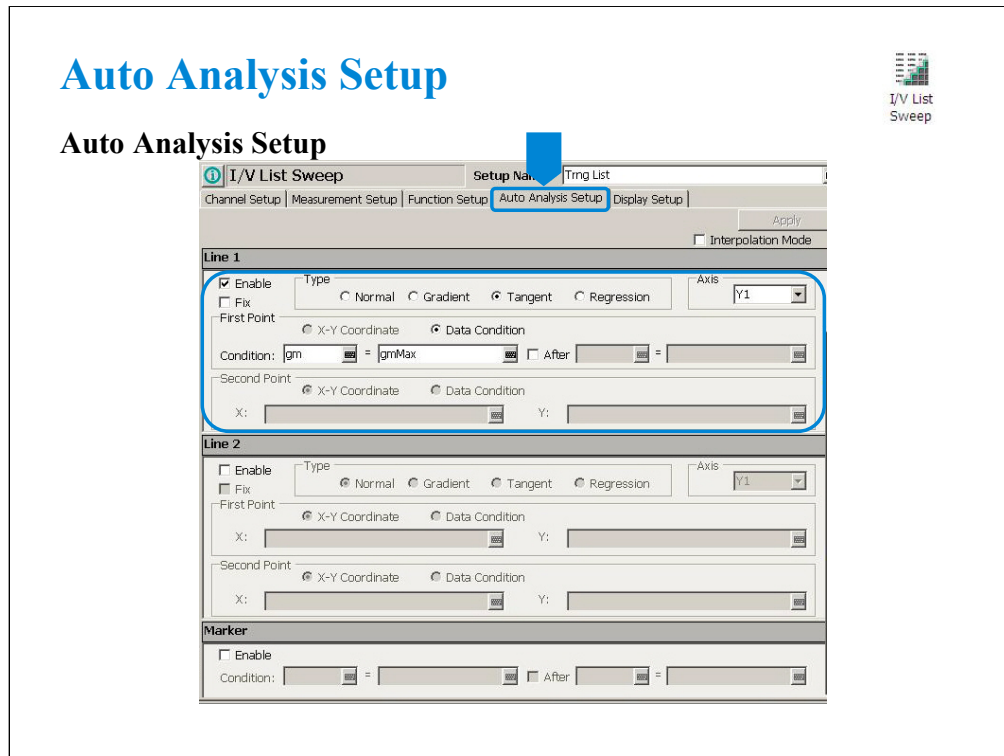 Auto Analysis Setup
I/V List
Sweep
Auto Analysis Setup
I/V List Sweep
Setup Nam
Trng List
Channel Setup Measurement Setup Function Setup Auto Analysis Setup Display Setup
Apply
Interpolation Mode
Line 1
Enable
Fix
Type
Normal Gradient Tangent Regression
Axis
Y1
First Point
X-Y Coordinate Data Condition
Condition: gm = gmMax After =
Second Point
X-Y Coordinate Data Condition
X: Y:
Line 2
Enable
Fix
Type
Normal Gradient Tangent Regression
Axis
Y1
First Point
X-Y Coordinate Data Condition
X: Y:
Second Point
X-Y Coordinate Data Condition
X: Y:
Marker
Enable
Condition: = After =